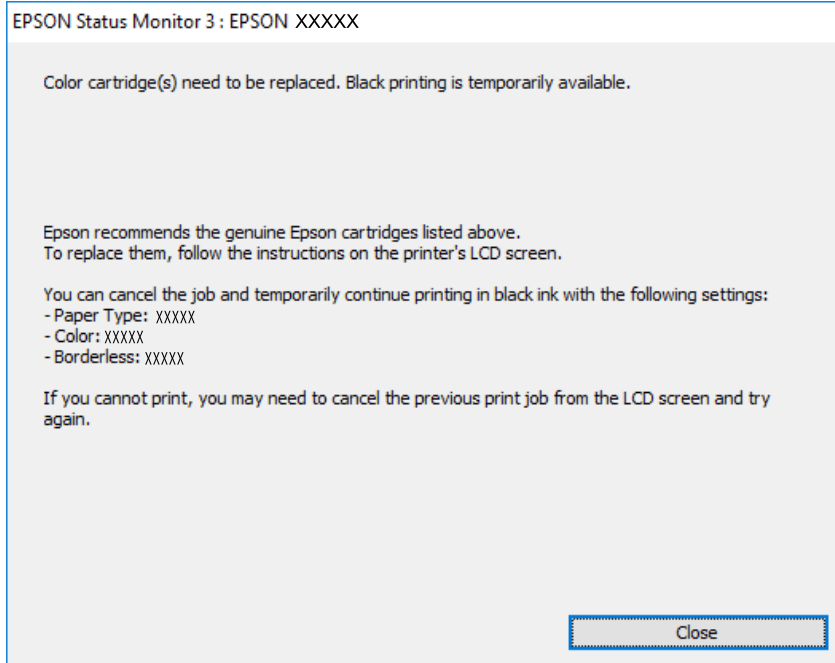 EPSON Status Monitor 3 : EPSON XXXXX
Color cartridge(s) need to be replaced. Black printing is temporarily available.
Epson recommends the genuine Epson cartridges listed above.
To replace them, follow the instructions on the printer's LCD screen.
You can cancel the job and temporarily continue printing in black ink with the following settings:
- Paper Type: XXXXX
- Color: XXXXX
- Borderless: XXXXX
If you cannot print, you may need to cancel the previous print job from the LCD screen and try
again.
Close